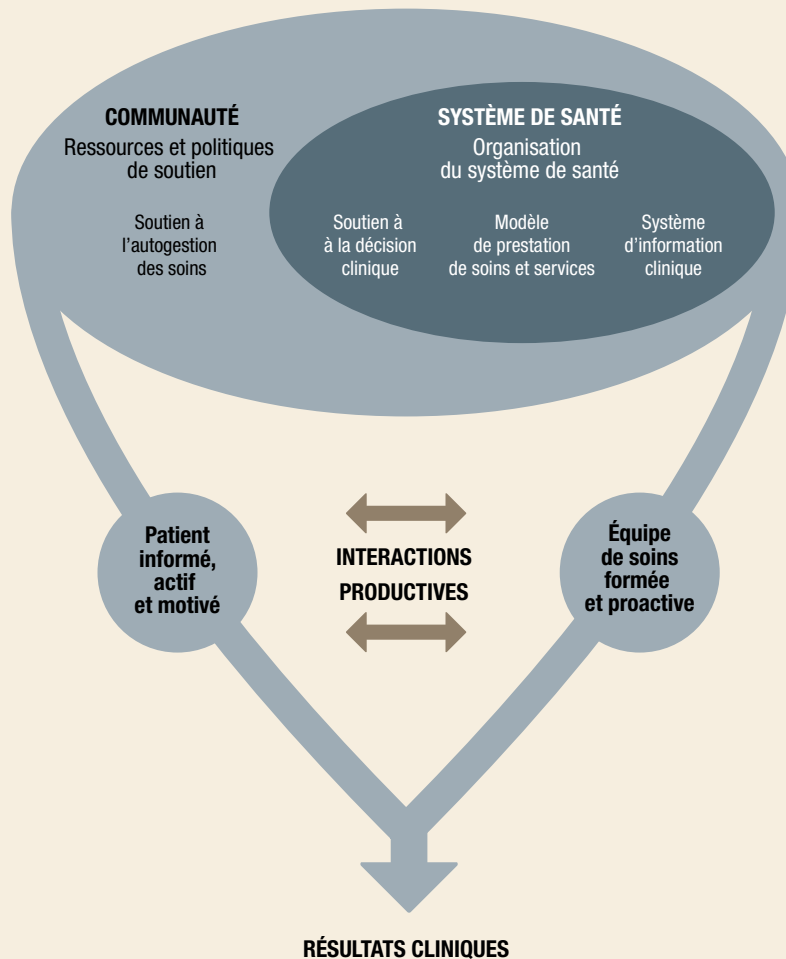 COMMUNAUTÉ
Ressources et politiques
de soutien
Soutien à
l'autogestion
des soins
SYSTÈME DE SANTÉ
Organisation
du système de santé
Soutien à
à la décision
clinique
Modèle
de prestation
de soins et services
Système
d'information
clinique
Patient
informé,
actif
et motivé
INTERACTIONS
PRODUCTIVES
Équipe
de soins
formée
et proactive
RÉSULTATS CLINIQUES